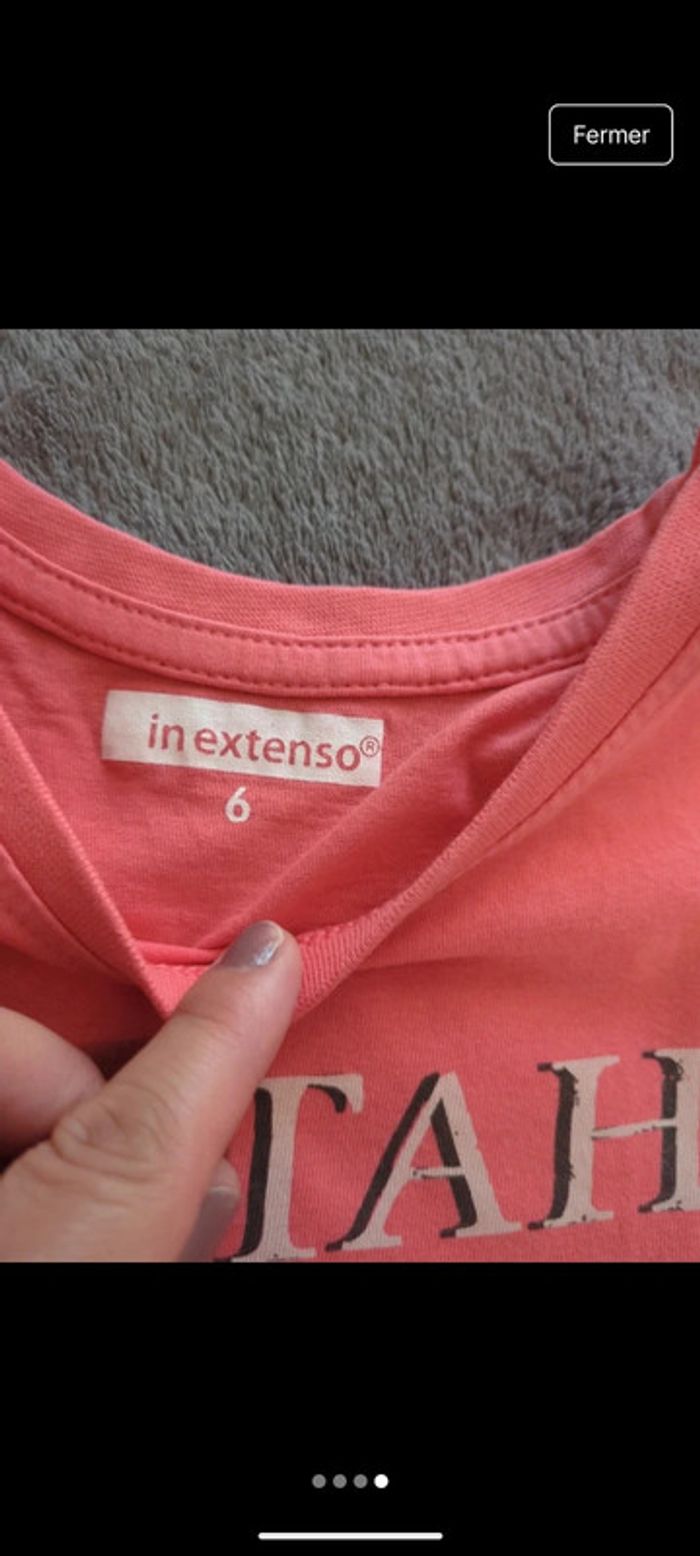 Fermer
in extenso®
6
TAH